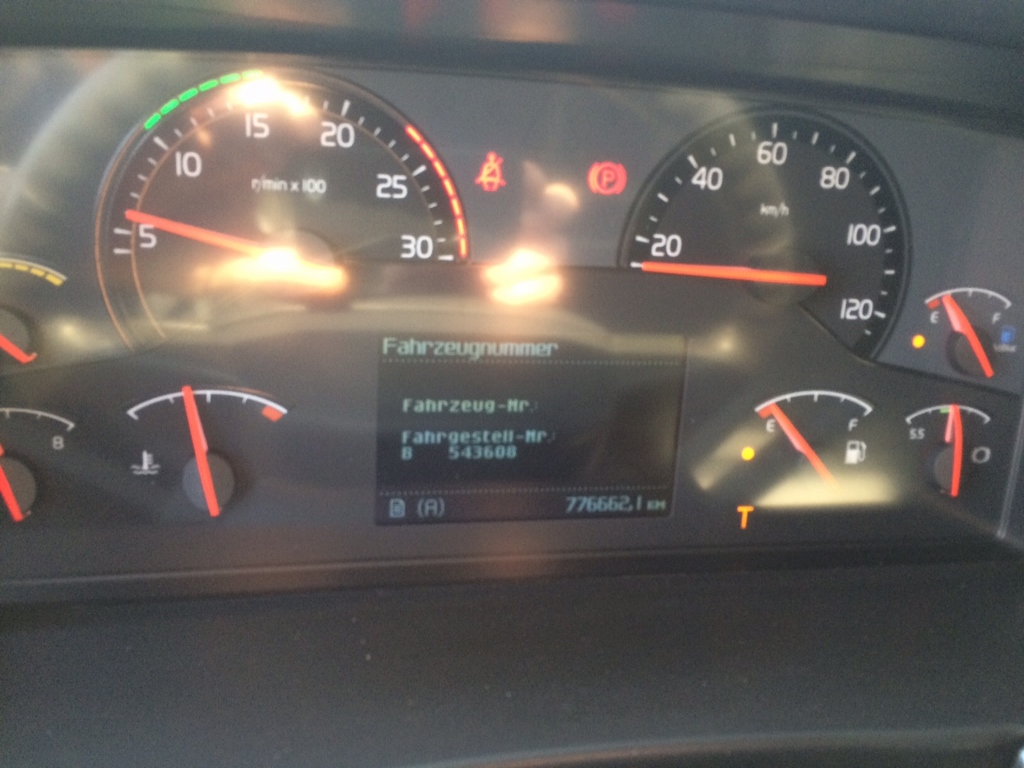 15
20
10
r/min x 100
25
5
30
P
60
40
80
km/h
20
100
120
E F
Fahrzeugnummer
Fahrzeug-Nr.:
Fahrgestell-Nr.:
B 543608
(A) 776662,1 KM
B
E F
T
55